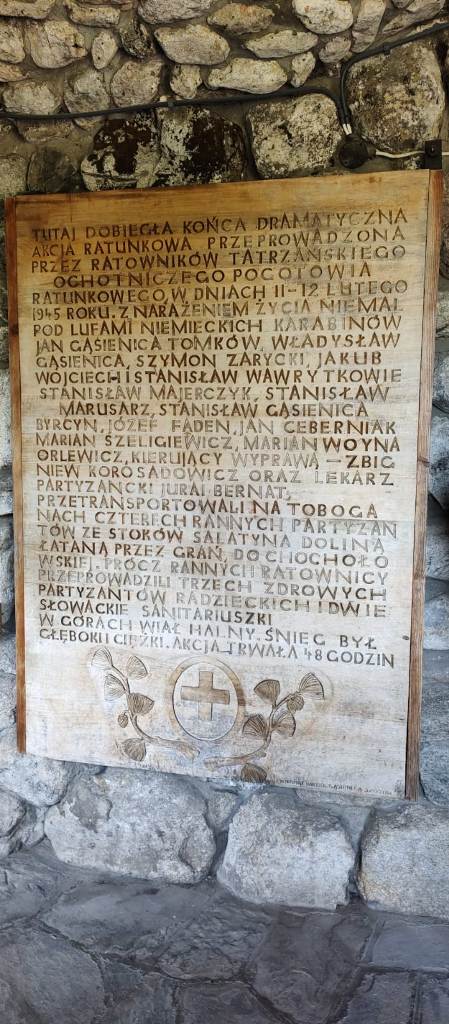 TUTAJ DOBIEGŁA KOŃCA DRAMATYCZNA
AKCJA RATUNKOWA PRZEPROWADZONA
PRZEZ RATOWNIKÓW TATRZAŃSKIEGO
OCHOTNICZEGO POGOTOWIA
RATUNKOWEGO, W DNIACH 11-12 LUTEGO
1945 ROKU. Z NARAŻENIEM ŻYCIA NIEMAL
POD LUFAMI NIEMIECKICH KARABINÓW
JAN GĄSIENICA TOMKÓW, WŁADYSŁAW
GĄSIENICA, SZYMON ZARYCKI, JAKUB
WOJCIECH I STANISŁAW WAWRYTKOWIE
STANISŁAW MAJERCZYK, STANISŁAW
MARUSARZ, STANISŁAW GĄSIENICA
BYRCYN, JÓZEF FĄDEN, JAN GEBERNIAK
MARIAN SZELIGIEWICZ, MARIAN WOYNA
ORLEWICZ, KIERUJĄCY WYPRAWĄ - ZBIG
NIEW KOROSADOWICZ ORAZ LEKARZ
PARTYZANCKI JURAJ BERNAT,
PRZETRANSPORTOWALI NA TOBOGA
NACH CZTERECH RANNYCH PARTYZAN
TÓW ZE STOKÓW SALATYNA DOLINĄ
ŁATANĄ PRZEZ GRAŃ, DO CHOCHOŁO
WSKIEJ. PRÓCZ RANNYCH RATOWNICY
PRZEPROWADZILI TRZECH ZDROWYCH
PARTYZANTÓW RADZIECKICH I DWIE
SŁOWACKIE SANITARIUSZKI
W GÓRACH WIAŁ HALNY. ŚNIEG BYŁ
GŁĘBOKI I CIĘŻKI. AKCJA TRWAŁA 48 GODZIN